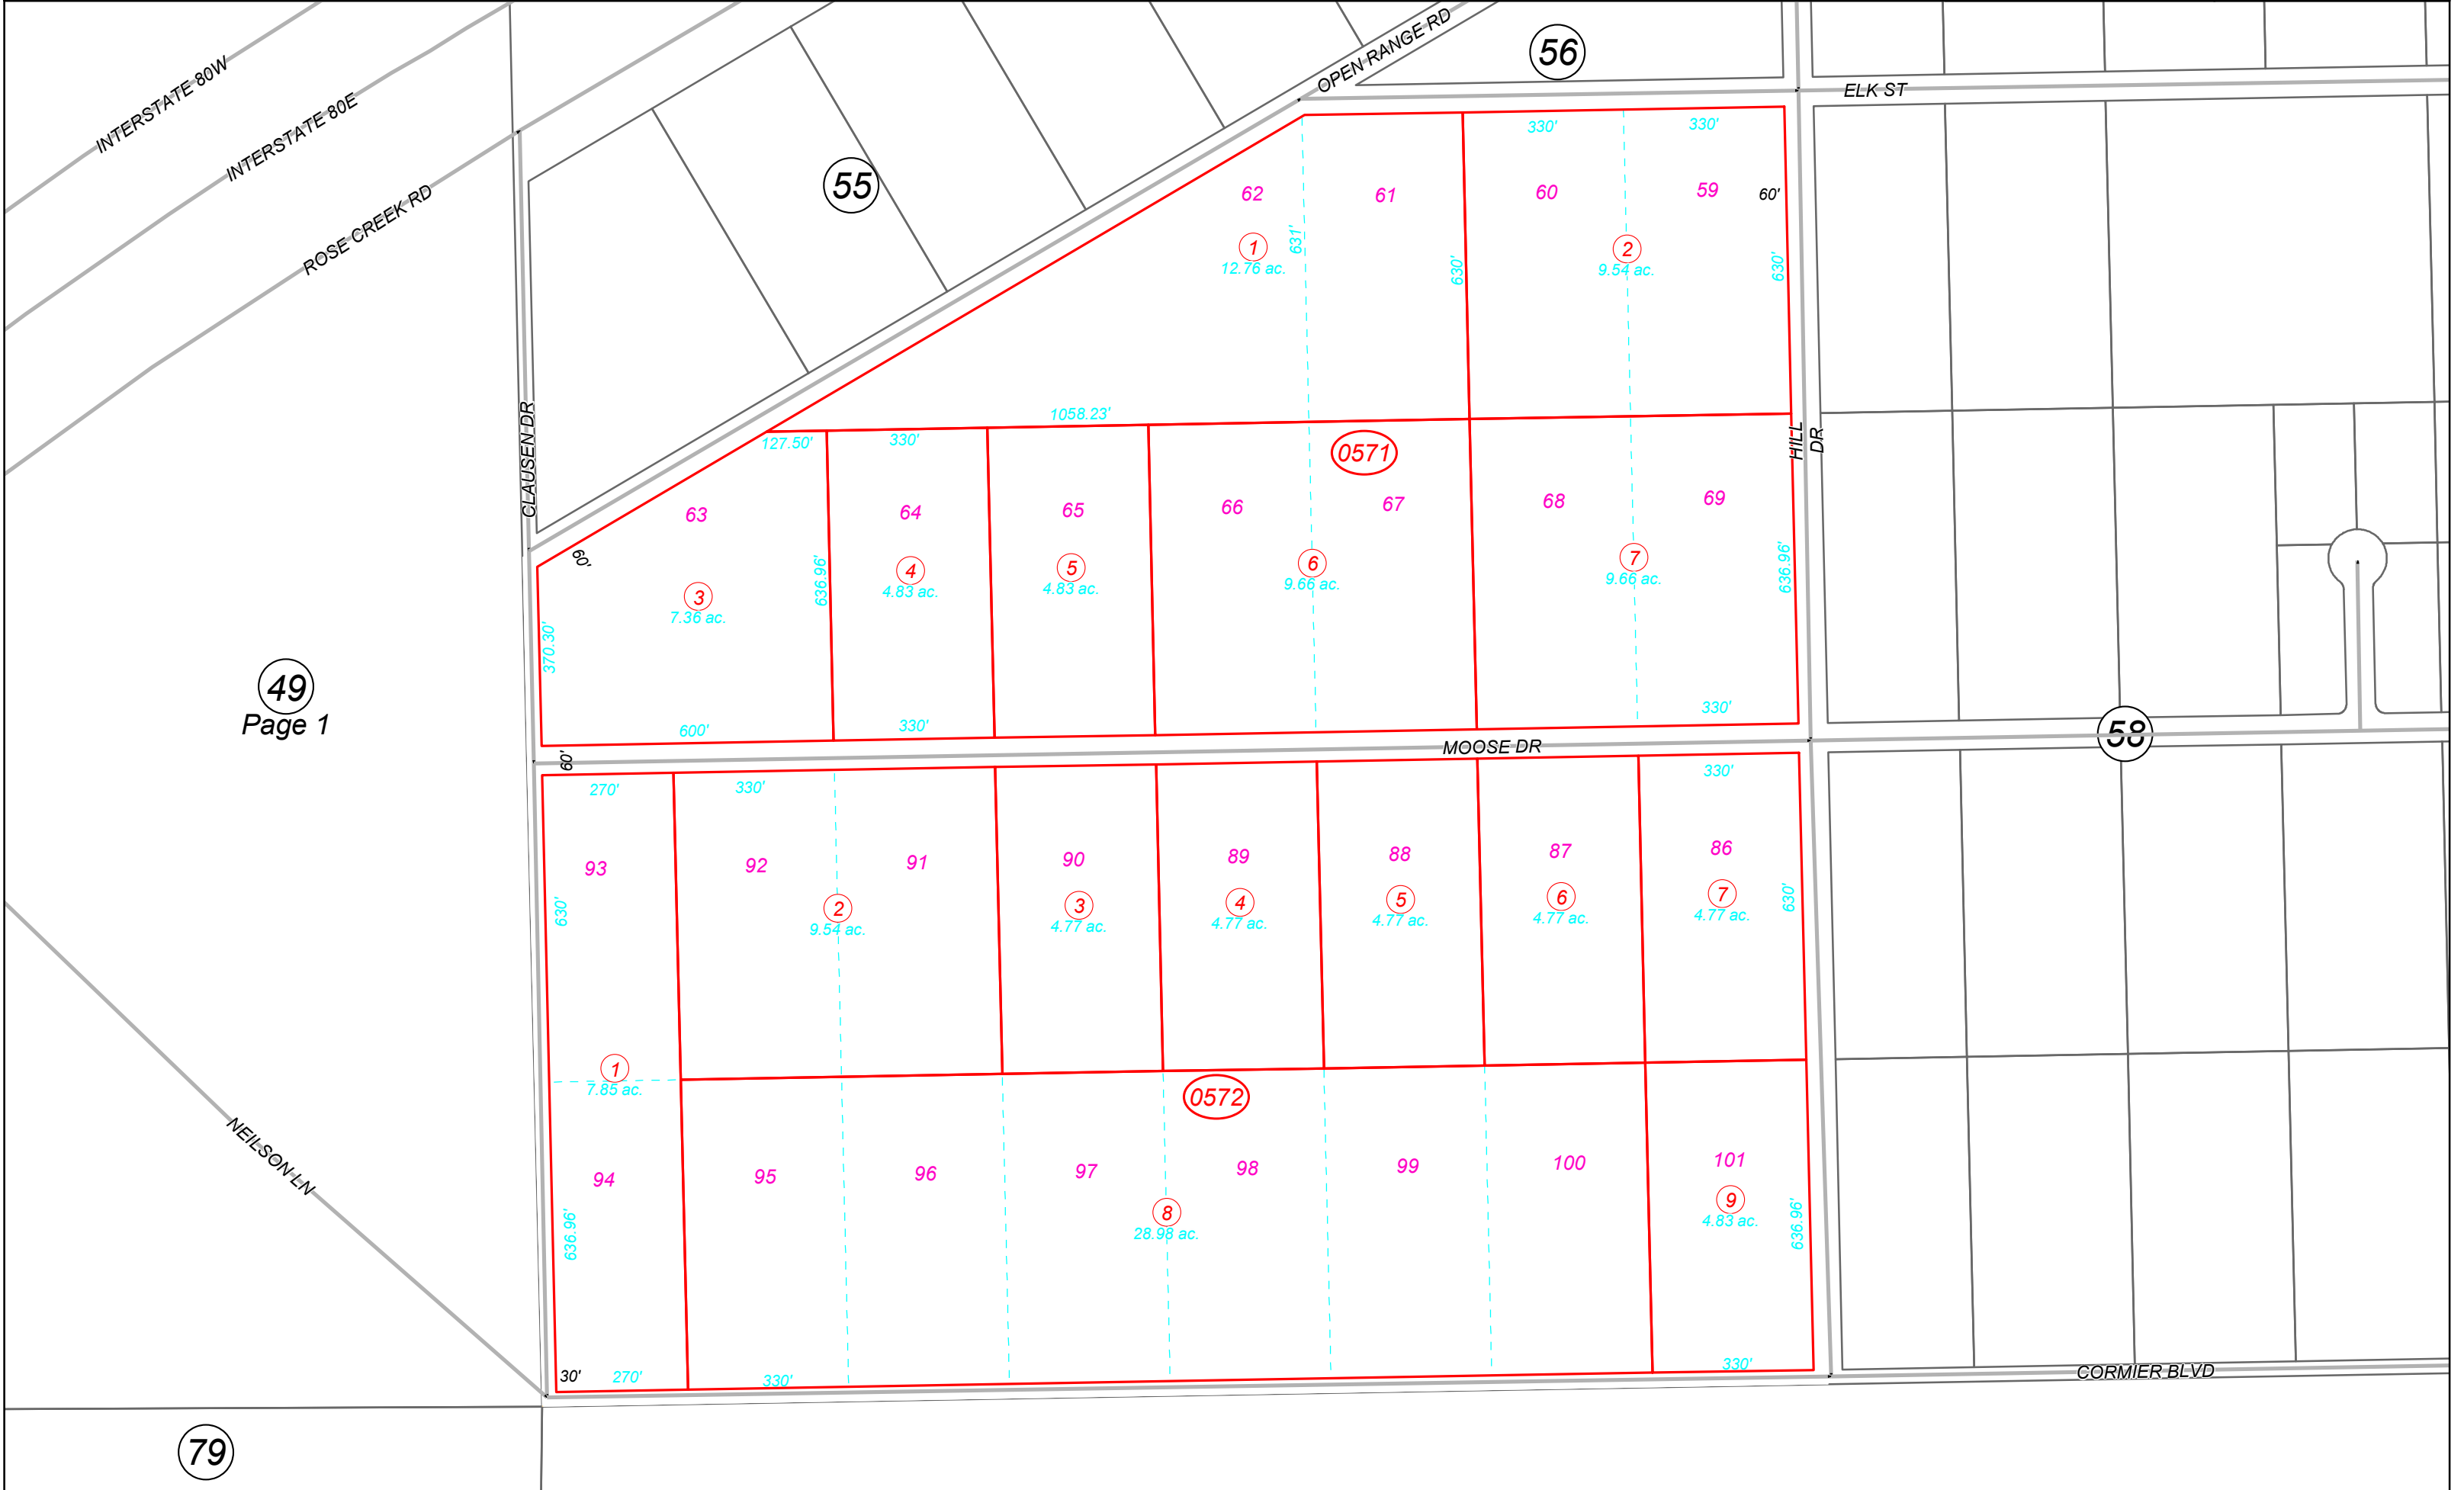 OPEN RANGE RD
56
INTERSTATE 80W
INTERSTATE 80E
ROSE CREEK RD
ELK ST
55
330'
330'
62
61
60
59
60'
631'
630'
630'
1
12.76 ac.
2
9.54 ac.
CLAUSEN DR
1058.23'
127.50'
330'
0571
HILL
DR
63
64
65
66
67
68
69
60'
636.96'
636.96'
3
7.36 ac.
4
4.83 ac.
5
4.83 ac.
6
9.66 ac.
7
9.66 ac.
370.30'
49
Page 1
600'
330'
330'
60'
MOOSE DR
58
270'
330'
330'
93
92
91
90
89
88
87
86
630'
630'
2
9.54 ac.
3
4.77 ac.
4
4.77 ac.
5
4.77 ac.
6
4.77 ac.
7
4.77 ac.
1
7.85 ac.
0572
NEILSON LN
94
95
96
97
98
99
100
101
636.96'
636.96'
8
28.98 ac.
9
4.83 ac.
30'
270'
330'
330'
CORMIER BLVD
79